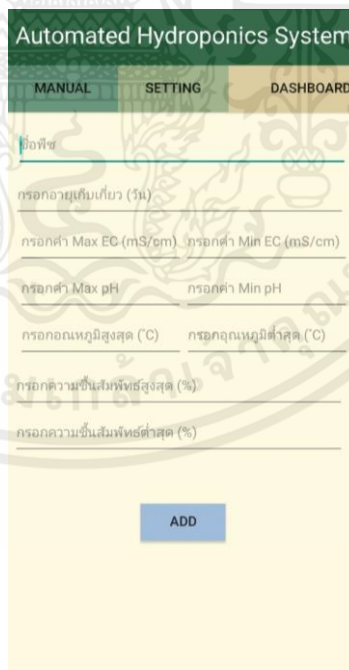 Automated Hydroponics System
MANUAL SETTING DASHBOARD
ชื่อพืช
กรอกอายุเก็บเกี่ยว (วัน)
กรอกค่า Max EC (mS/cm) กรอกค่า Min EC (mS/cm)
กรอกค่า Max pH กรอกค่า Min pH
กรอกอณหภูมิสูงสุด (˚C) กรอกอุณหภูมิต่ำสุด (˚C)
กรอกความชื้นสัมพัทธ์สูงสุด (%)
กรอกความชื้นสัมพัทธ์ต่ำสุด (%)
ADD